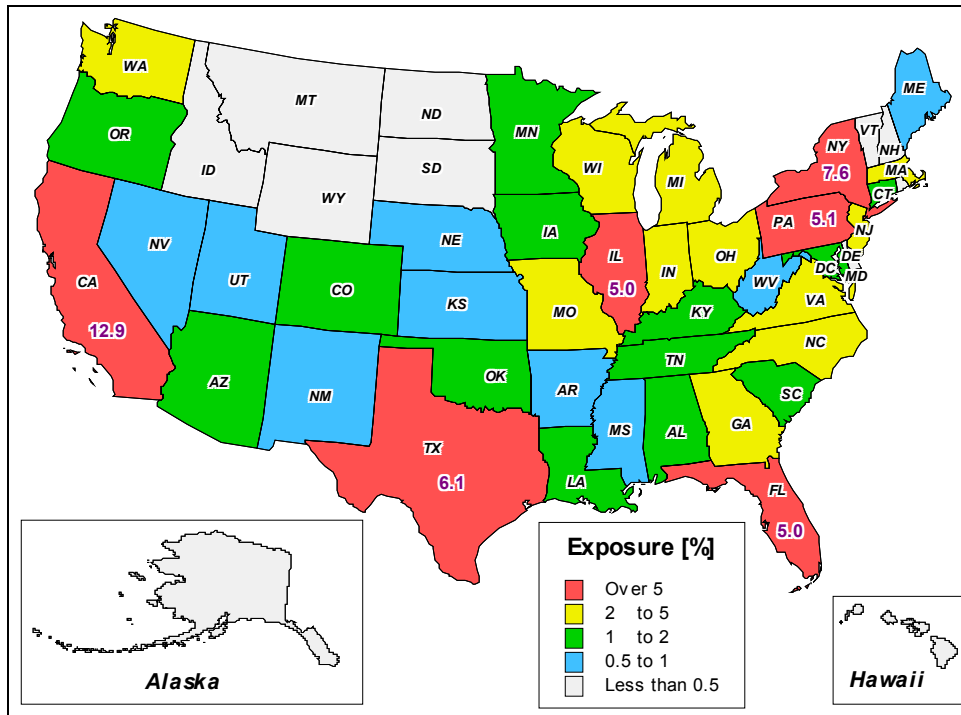 WA
ME
MT
ND
VT
OR
MN
NH
NY
ID
WI
MA
SD
7.6
MI
CT
WY
PA 5.1
IA
NJ
NE
NV
IL
IN
OH
DE
UT
DC
MD
CA
CO
5.0
WV
KS
MO
VA
12.9
KY
NC
TN
AZ
OK
AR
SC
NM
MS
AL
GA
TX
6.1
LA
FL
5.0
Exposure [%]
Over 5
2 to 5
1 to 2
0.5 to 1
Less than 0.5
Alaska
Hawaii